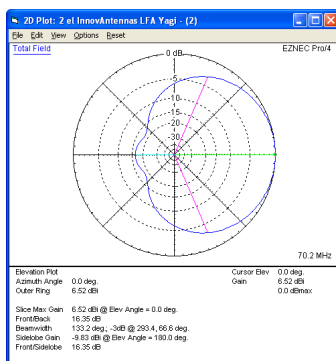 2D Plot: 2 el InnovAntennas LFA Yagi - (2)
File Edit View Options Reset
Total Field
EZNEC Pro/4
0 dB
-5
-10
-15
-20
-30
70.2 MHz
Elevation Plot
Azimuth Angle 0.0 deg.
Outer Ring 6.52 dBi
Cursor Elev 0.0 deg.
Gain 6.52 dBi
0.0 dBmax
Slice Max Gain 6.52 dBi @ Elev Angle = 0.0 deg.
Front/Back 16.35 dB
Beamwidth 133.2 deg.; -3dB @ 293.4, 66.6 deg.
Sidelobe Gain -9.83 dBi @ Elev Angle = 180.0 deg.
Front/Sidelobe 16.35 dB